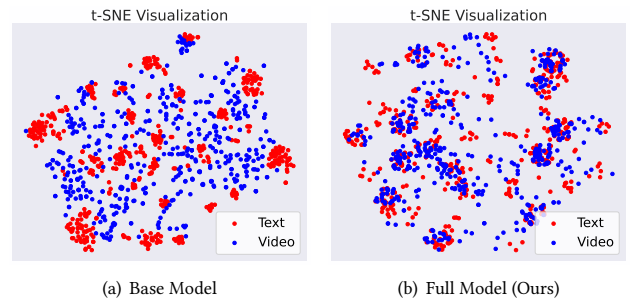 t-SNE Visualization
Text
Video
(a) Base Model
t-SNE Visualization
Text
Video
(b) Full Model (Ours)